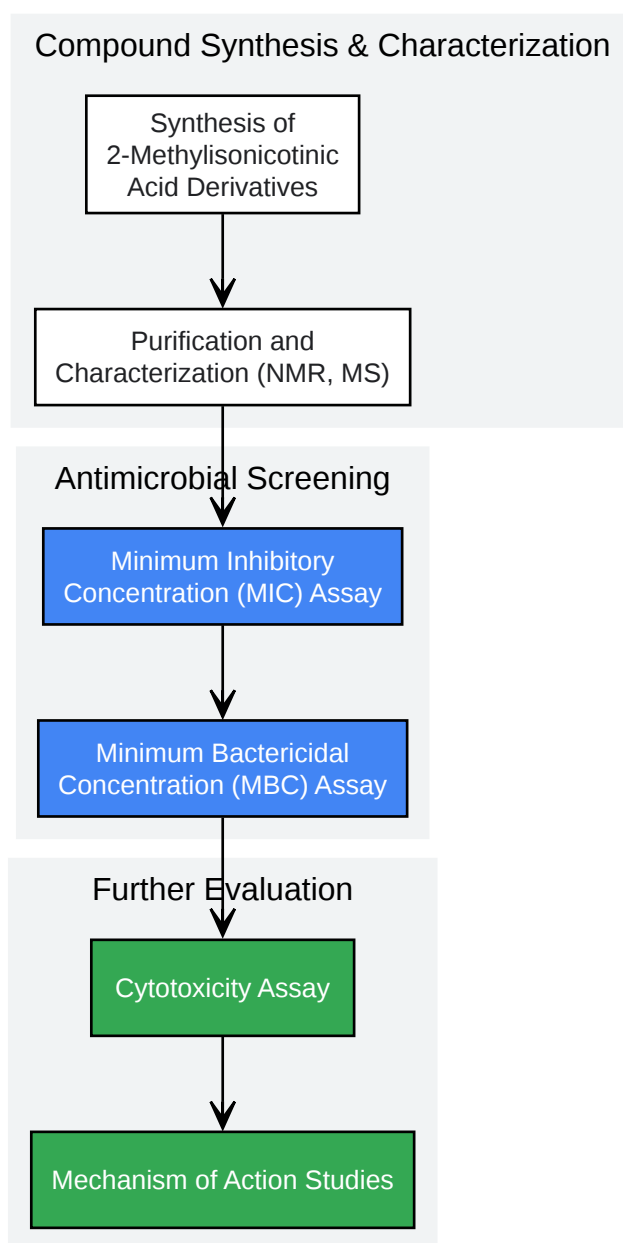 Compound Synthesis & Characterization
Synthesis of
2-Methylisonicotinic
Acid Derivatives
Purification and
Characterization (NMR, MS)
Antimicrobial Screening
Minimum Inhibitory
Concentration (MIC) Assay
Minimum Bactericidal
Concentration (MBC) Assay
Further Evaluation
Cytotoxicity Assay
Mechanism of Action Studies